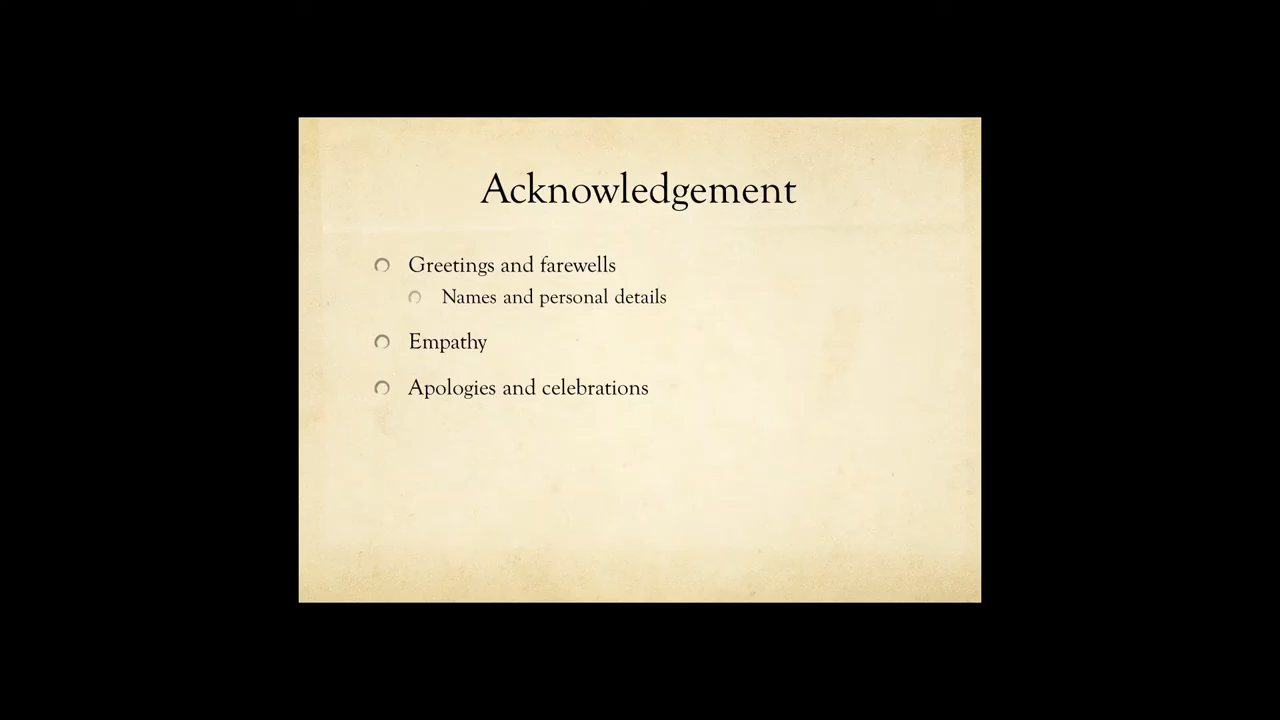 Acknowledgement
Greetings and farewells
Names and personal details
Empathy
Apologies and celebrations